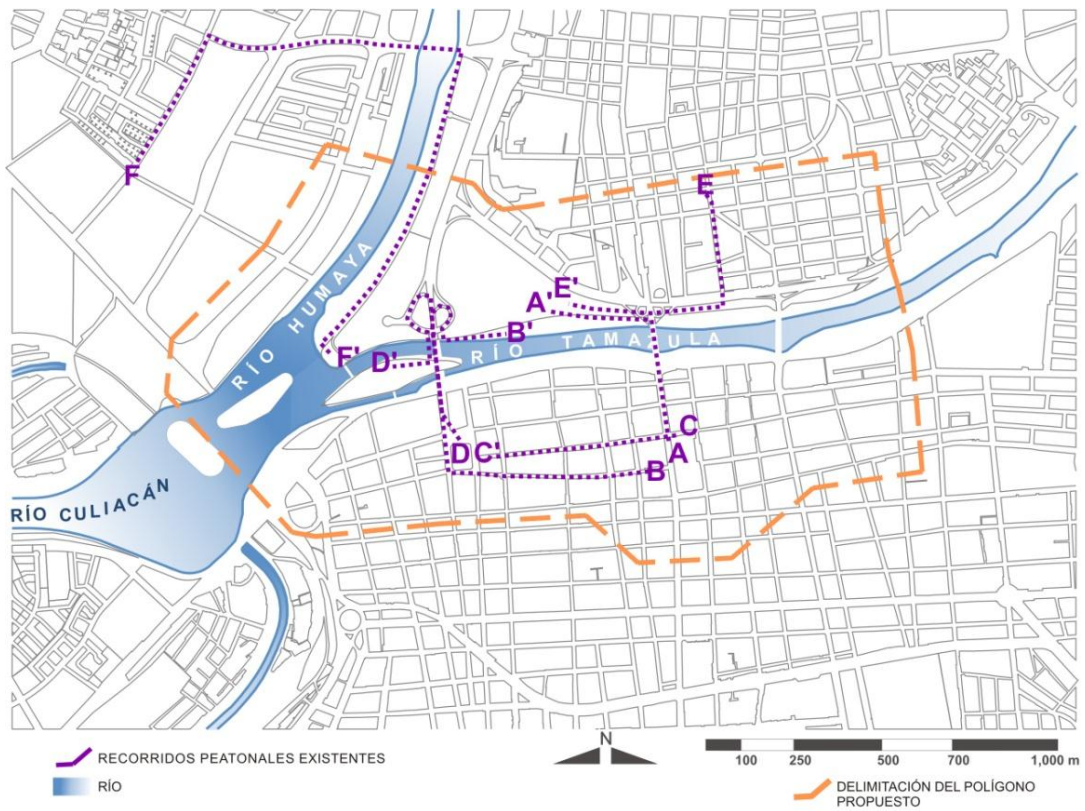 F
E
RÍO HUMAYA
E'
A'
B'
RÍO TAMAZULA
F'
D'
C
D
C'
A
B
RÍO CULIACÁN
RECORRIDOS PEATONALES EXISTENTES
RÍO
N
100 250 500 700 1,000 m
DELIMITACIÓN DEL POLÍGONO
PROPUESTO